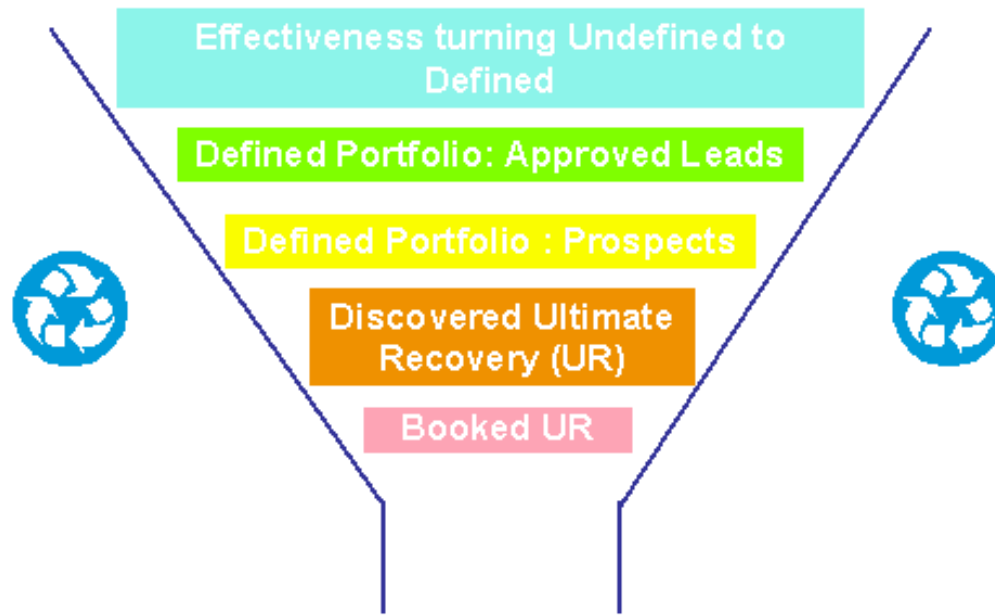 Effectiveness turning Undefined to
Defined
Defined Portfolio: Approved Leads
Defined Portfolio : Prospects
Discovered Ultimate
Recovery (UR)
Booked UR